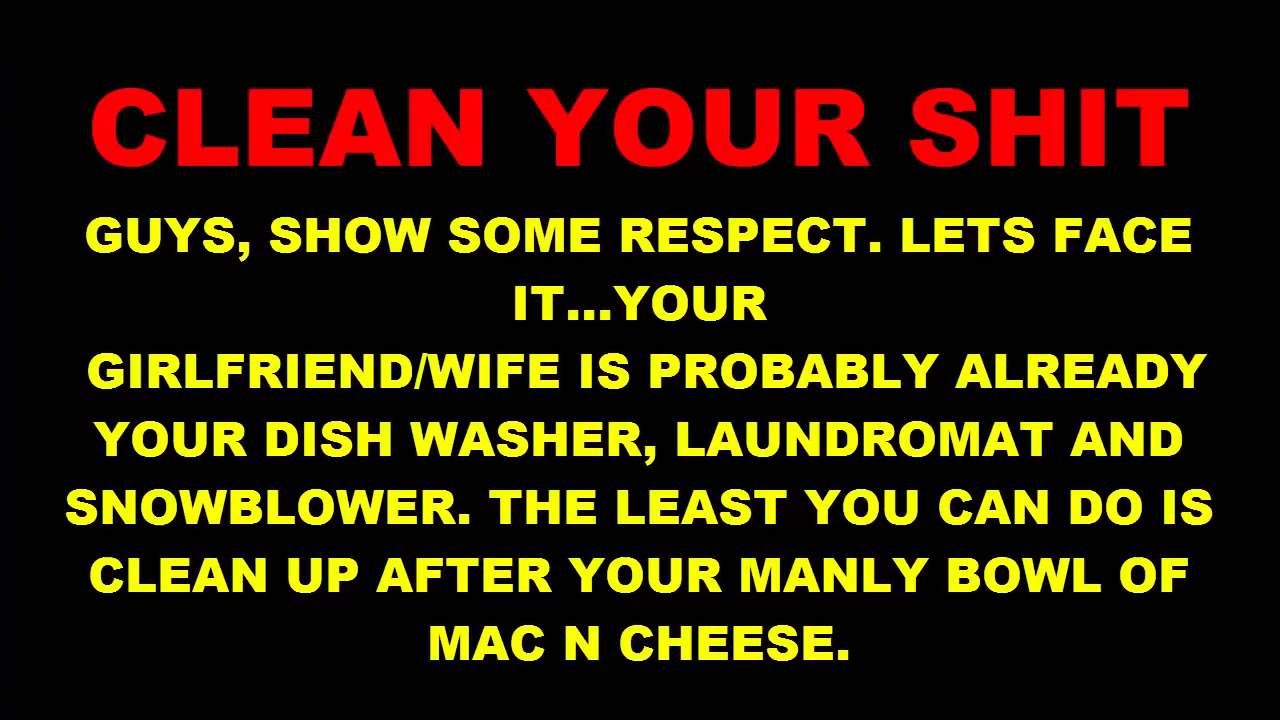 CLEAN YOUR SHIT
GUYS, SHOW SOME RESPECT. LETS FACE
IT...YOUR
GIRLFRIEND/WIFE IS PROBABLY ALREADY
YOUR DISH WASHER, LAUNDROMAT AND
SNOWBLOWER. THE LEAST YOU CAN DO IS
CLEAN UP AFTER YOUR MANLY BOWL OF
MAC N CHEESE.